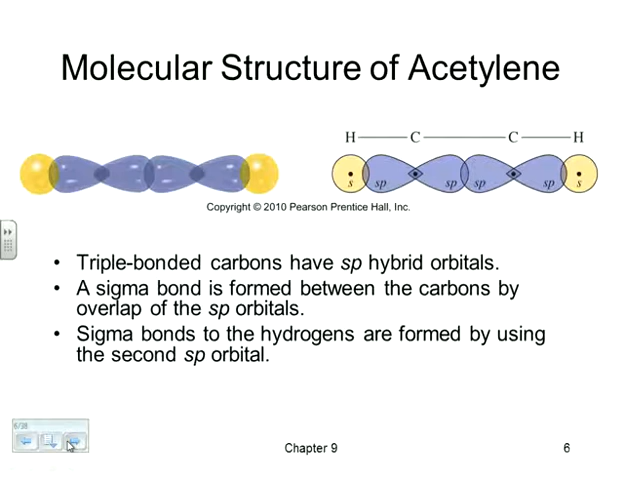 Molecular Structure of Acetylene
H C C H
s sp sp sp sp s
Copyright © 2010 Pearson Prentice Hall, Inc.
• Triple-bonded carbons have sp hybrid orbitals.
• A sigma bond is formed between the carbons by
overlap of the sp orbitals.
• Sigma bonds to the hydrogens are formed by using
the second sp orbital.
6/38
Chapter 9
6